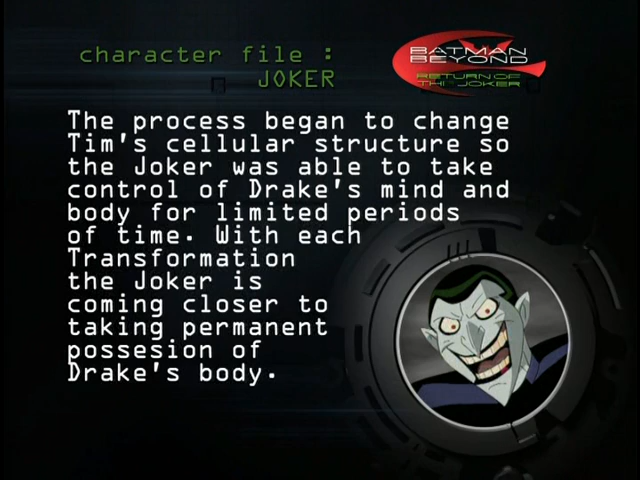 character file :
JOKER
BATMAN
BEYOND
RETURN OF
THE JOKER
The process began to change
Tim's cellular structure so
the Joker was able to take
control of Drake's mind and
body for limited periods
of time. With each
Transformation
the Joker is
coming closer to
taking permanent
possesion of
Drake's body.